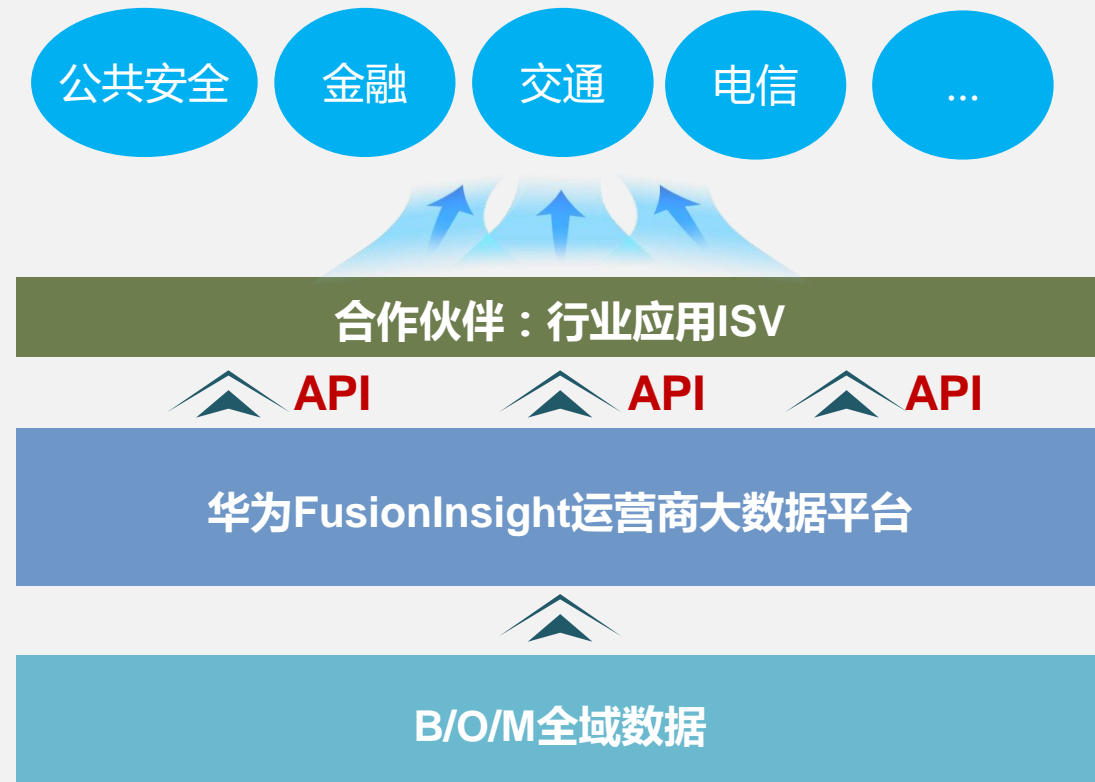 公共安全
金融
交通
电信
...
合作伙伴：行业应用ISV
API
API
API
华为FusionInsight运营商大数据平台
B/O/M全域数据